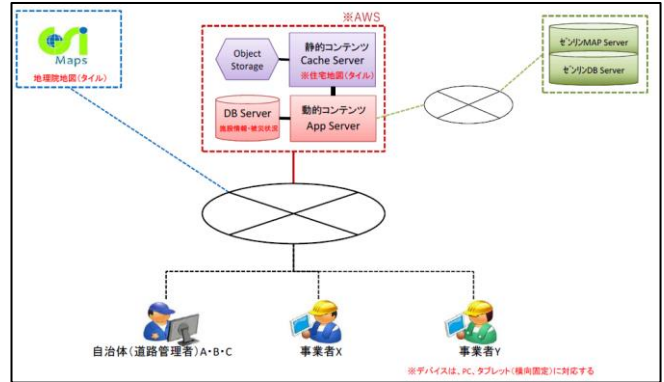 ※AWS
GSI
Maps
地理院地図(タイル)
Object
Storage
静的コンテンツ
Cache Server
※住宅地図(タイル)
DB Server
施設情報・被災状況
動的コンテンツ
App Server
ｾﾞﾝﾘﾝMAP Server
ｾﾞﾝﾘﾝDB Server
自治体(道路管理者)A・B・C
事業者X
事業者Y
※デバイスは、PC、タブレット(横向固定)に対応する